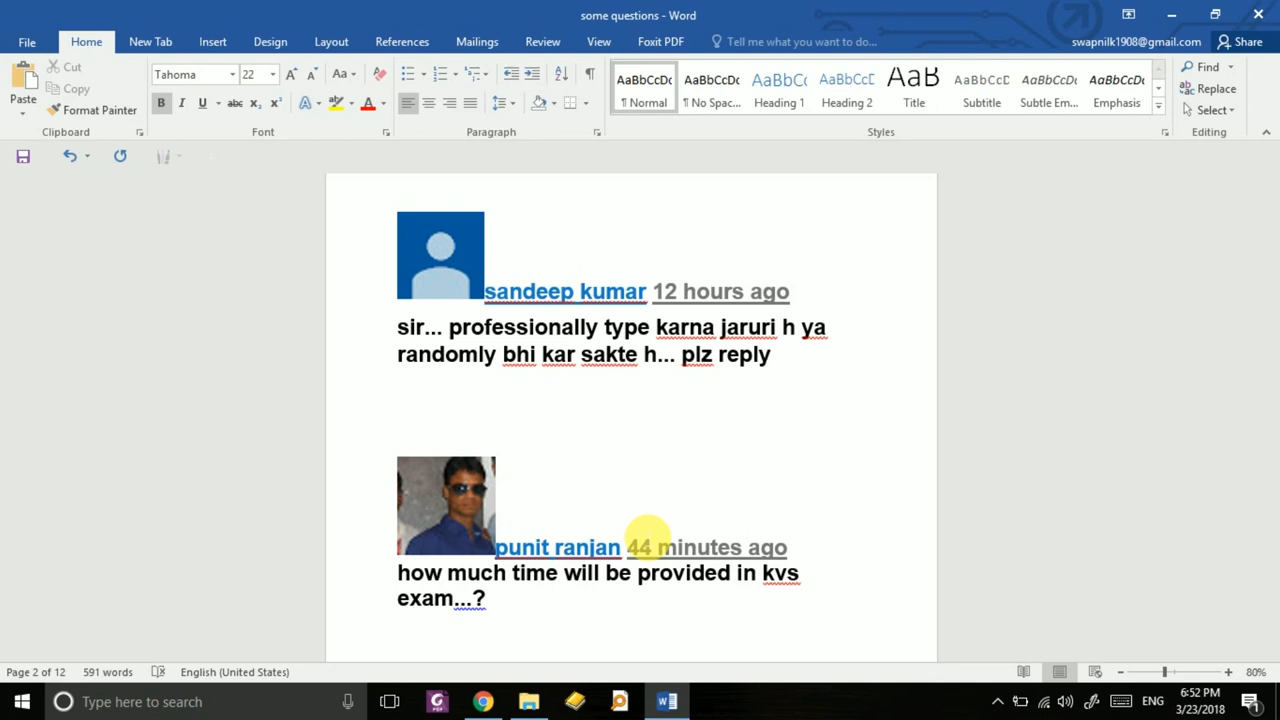 some questions - Word
File Home New Tab Insert Design Layout References Mailings Review View Foxit PDF Tell me what you want to do... swapnilk1908@gmail.com Share
Paste Cut Copy Format Painter
Tahoma 22
AaBbCcDc AaBbCcDc AaBbC AaBbCcE AaB AaBbCcD AaBbCcDt AaBbCcDt
¶ Normal ¶ No Spac... Heading 1 Heading 2 Title Subtitle Subtle Em... Emphasis
Find
Replace
Select
Clipboard Font Paragraph Styles Editing
sandeep kumar 12 hours ago
sir... professionally type karna jaruri h ya
randomly bhi kar sakte h... plz reply
punit ranjan 44 minutes ago
how much time will be provided in kvs
exam...?
Page 2 of 12 591 words English (United States) 80%
Type here to search ENG 6:52 PM
3/23/2018